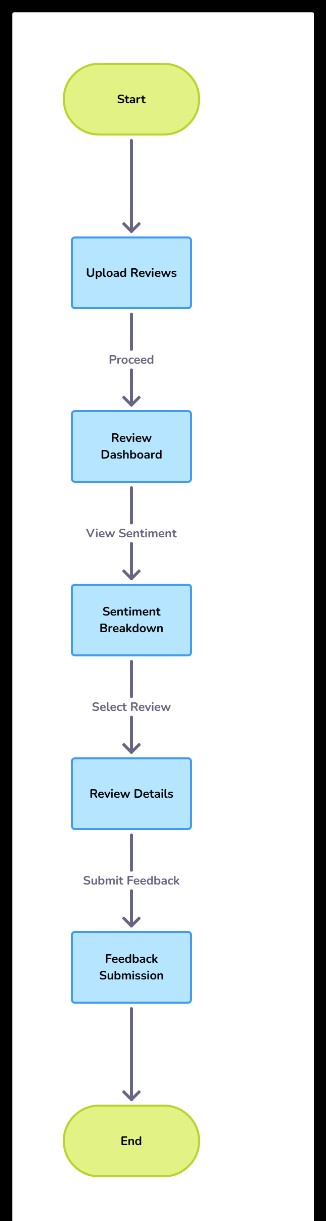 Start
Upload Reviews
Proceed
Review
Dashboard
View Sentiment
Sentiment
Breakdown
Select Review
Review Details
Submit Feedback
Feedback
Submission
End